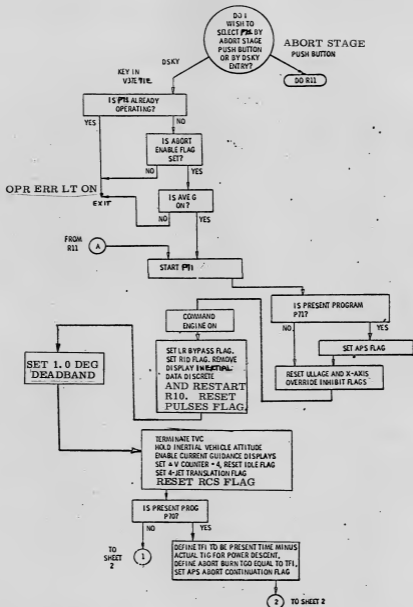 DO I
WISH TO
SELECT P71 BY
ABORT STAGE
PUSH BUTTON
OR BY DSKY
ENTRY?
ABORT STAGE
PUSH BUTTON
DSKY
KEY IN
DO R11
IS P71 ALREADY
OPERATING?
YES
NO
IS ABORT
ENABLE FLAG
SET?
NO
YES
OPR ERR LT ON
EXIT
IS AVE G
ON?
NO
YES
FROM
R11
A
START P71
IS PRESENT PROGRAM
P71?
NO
YES
COMMAND
ENGINE ON
SET APS FLAG
RESET ULLAGE AND X-AXIS
OVERRIDE INHIBIT FLAGS
SET LR BYPASS FLAG.
SET RID FLAG. REMOVE
DISPLAY INERTIAL
DATA DISCRETE
AND RESTART
R10. RESET
PULSES FLAG.
SET 1.0 DEG
DEADBAND
TERMINATE TVC
HOLD INERTIAL VEHICLE ATTITUDE
ENABLE CURRENT GUIDANCE DISPLAYS
SET ΔV COUNTER = 4, RESET IDLE FLAG
SET 4-JET TRANSLATION FLAG
RESET RCS FLAG
IS PRESENT PROG
P70?
NO
YES
TO
SHEET
2
1
DEFINE TFI TO BE PRESENT TIME MINUS
ACTUAL TIG FOR POWER DESCENT,
DEFINE ABORT BURN TGO EQUAL TO TFI,
SET APS ABORT CONTINUATION FLAG
2 TO SHEET 2